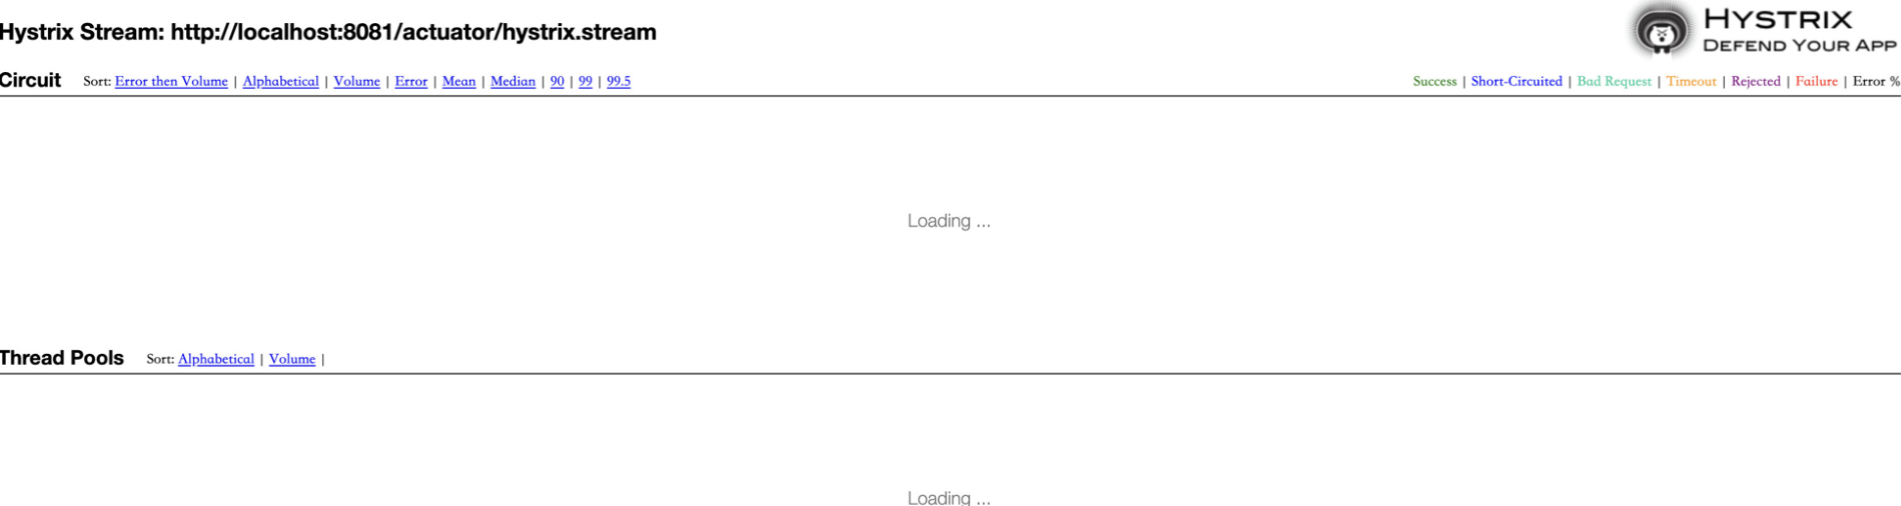 Hystrix Stream: http://localhost:8081/actuator/hystrix.stream
HYSTRIX
DEFEND YOUR APP
Circuit Sort: Error then Volume | Alphabetical | Volume | Error | Mean | Median | 90 | 99 | 99.5
Success | Short-Circuited | Bad Request | Timeout | Rejected | Failure | Error %
Loading ...
Thread Pools Sort: Alphabetical | Volume |
Loading ...